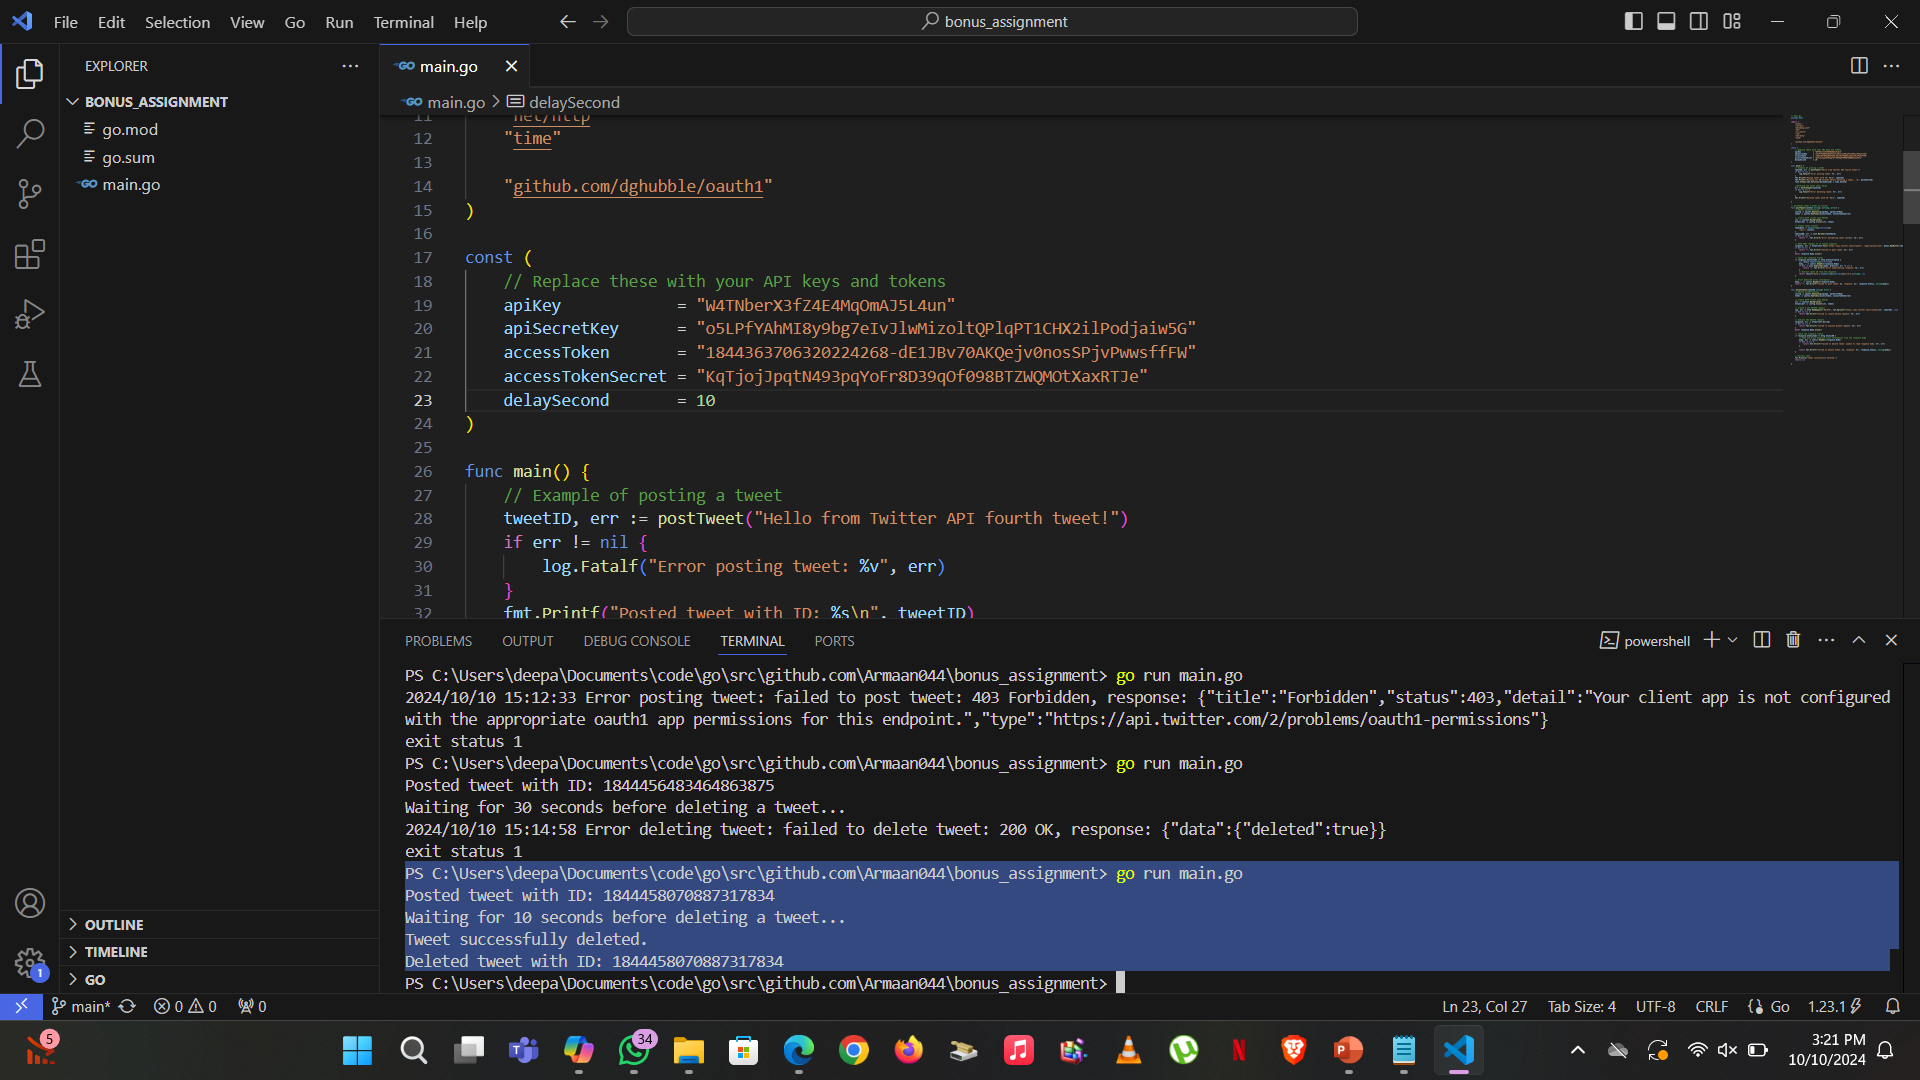 File Edit Selection View Go Run Terminal Help
bonus_assignment
EXPLORER
BONUS_ASSIGNMENT
go.mod
go.sum
main.go
OUTLINE
TIMELINE
GO
main.go
main.go > delaySecond
11 "net/http
12 "time"
13
14 "github.com/dghubble/oauth1"
15 )
16
17 const (
18 // Replace these with your API keys and tokens
19 apiKey = "W4TNberX3fZ4E4MqOmAJ5L4un"
20 apiSecretKey = "o5LPfYAhMI8y9bg7eIvJlwMizoltQPlqPT1CHX2ilPodjaiw5G"
21 accessToken = "1844363706320224268-dE1JBv70AKQejv0nosSPjvPwwsffFW"
22 accessTokenSecret = "KqTjojJpqtN493pqYoFr8D39qOf098BTZWQMOtXaxRTJe"
23 delaySecond = 10
24 )
25
26 func main() {
27 // Example of posting a tweet
28 tweetID, err := postTweet("Hello from Twitter API fourth tweet!")
29 if err != nil {
30 log.Fatalf("Error posting tweet: %v", err)
31 }
32 fmt.Printf("Posted tweet with ID: %s\n", tweetID)
PROBLEMS OUTPUT DEBUG CONSOLE TERMINAL PORTS
powershell
PS C:\Users\deepa\Documents\code\go\src\github.com\Armaan044\bonus_assignment> go run main.go
2024/10/10 15:12:33 Error posting tweet: failed to post tweet: 403 Forbidden, response: {"title":"Forbidden","status":403,"detail":"Your client app is not configured
with the appropriate oauth1 app permissions for this endpoint.","type":"https://api.twitter.com/2/problems/oauth1-permissions"}
exit status 1
PS C:\Users\deepa\Documents\code\go\src\github.com\Armaan044\bonus_assignment> go run main.go
Posted tweet with ID: 1844456483464863875
Waiting for 30 seconds before deleting a tweet...
2024/10/10 15:14:58 Error deleting tweet: failed to delete tweet: 200 OK, response: {"data":{"deleted":true}}
exit status 1
PS C:\Users\deepa\Documents\code\go\src\github.com\Armaan044\bonus_assignment> go run main.go
Posted tweet with ID: 1844458070887317834
Waiting for 10 seconds before deleting a tweet...
Tweet successfully deleted.
Deleted tweet with ID: 1844458070887317834
PS C:\Users\deepa\Documents\code\go\src\github.com\Armaan044\bonus_assignment>
1
main* 0 0 0
Ln 23, Col 27 Tab Size: 4 UTF-8 CRLF Go 1.23.1
5
34
3:21 PM
10/10/2024